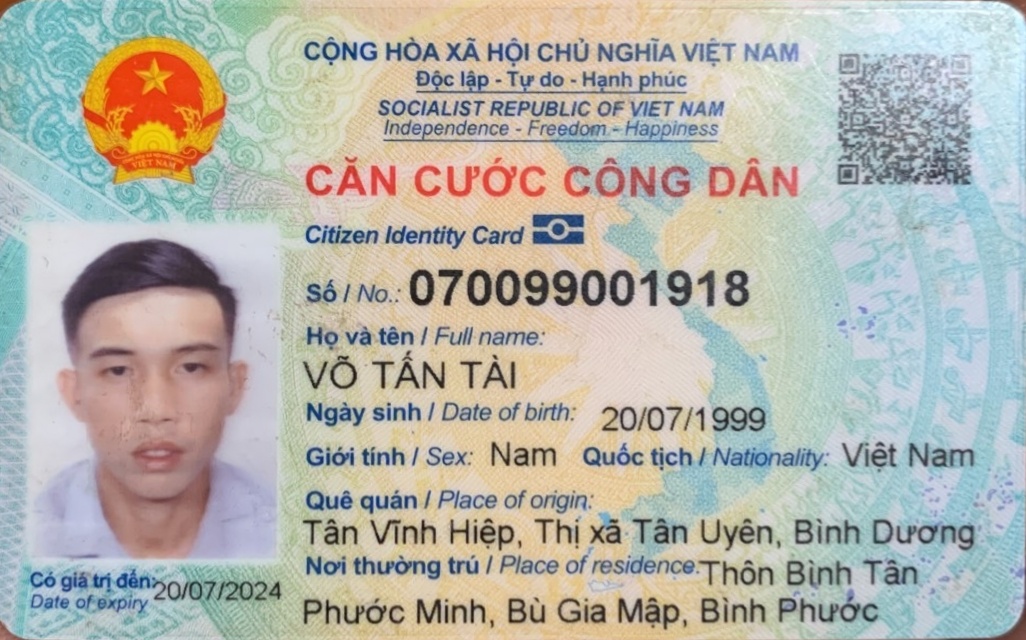 CỘNG HÒA XÃ HỘI CHỦ NGHĨA VIỆT NAM
Độc lập - Tự do - Hạnh phúc
SOCIALIST REPUBLIC OF VIET NAM
Independence - Freedom - Happiness
CĂN CƯỚC CÔNG DÂN
Citizen Identity Card
Số / No.: 070099001918
Họ và tên / Full name:
VÕ TẤN TÀI
Ngày sinh / Date of birth: 20/07/1999
Giới tính / Sex: Nam Quốc tịch / Nationality: Việt Nam
Quê quán / Place of origin:
Tân Vĩnh Hiệp, Thị xã Tân Uyên, Bình Dương
Nơi thường trú / Place of residence: Thôn Bình Tân
Phước Minh, Bù Gia Mập, Bình Phước
Có giá trị đến: 20/07/2024
Date of expiry
VIỆT NAM